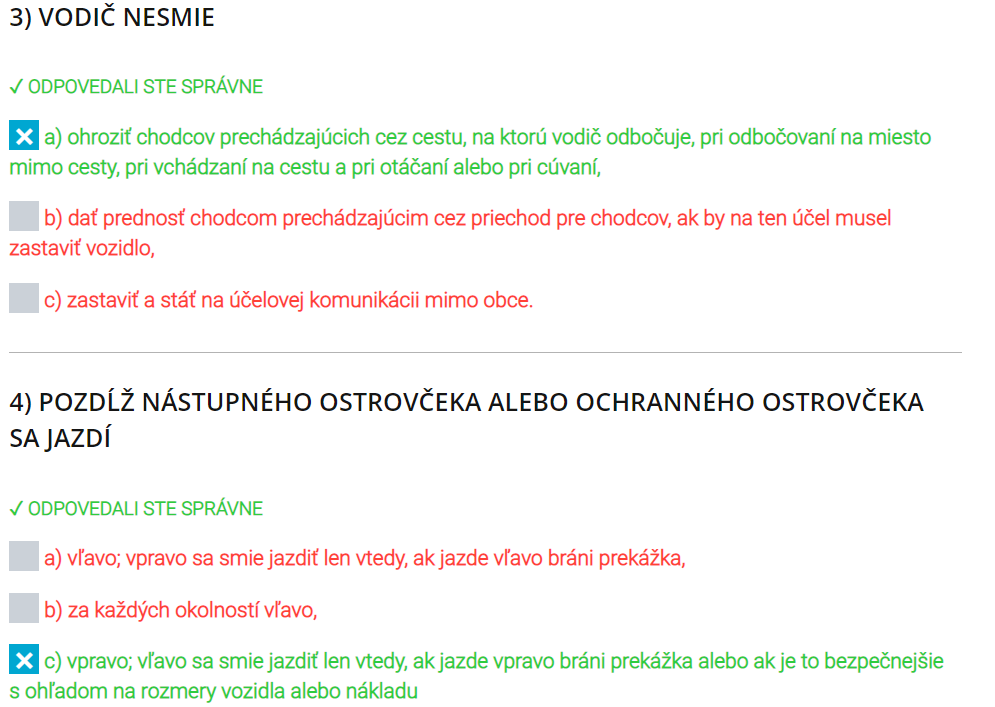 3) VODIČ NESMIE
✓ ODPOVEDALI STE SPRÁVNE
a) ohroziť chodcov prechádzajúcich cez cestu, na ktorú vodič odbočuje, pri odbočovaní na miesto
mimo cesty, pri vchádzaní na cestu a pri otáčaní alebo pri cúvaní,
b) dať prednosť chodcom prechádzajúcim cez priechod pre chodcov, ak by na ten účel musel
zastaviť vozidlo,
c) zastaviť a stáť na účelovej komunikácii mimo obce.
4) POZDĹŽ NÁSTUPNÉHO OSTROVČEKA ALEBO OCHRANNÉHO OSTROVČEKA
SA JAZDÍ
✓ ODPOVEDALI STE SPRÁVNE
a) vľavo; vpravo sa smie jazdiť len vtedy, ak jazde vľavo bráni prekážka,
b) za každých okolností vľavo,
c) vpravo; vľavo sa smie jazdiť len vtedy, ak jazde vpravo bráni prekážka alebo ak je to bezpečnejšie
s ohľadom na rozmery vozidla alebo nákladu